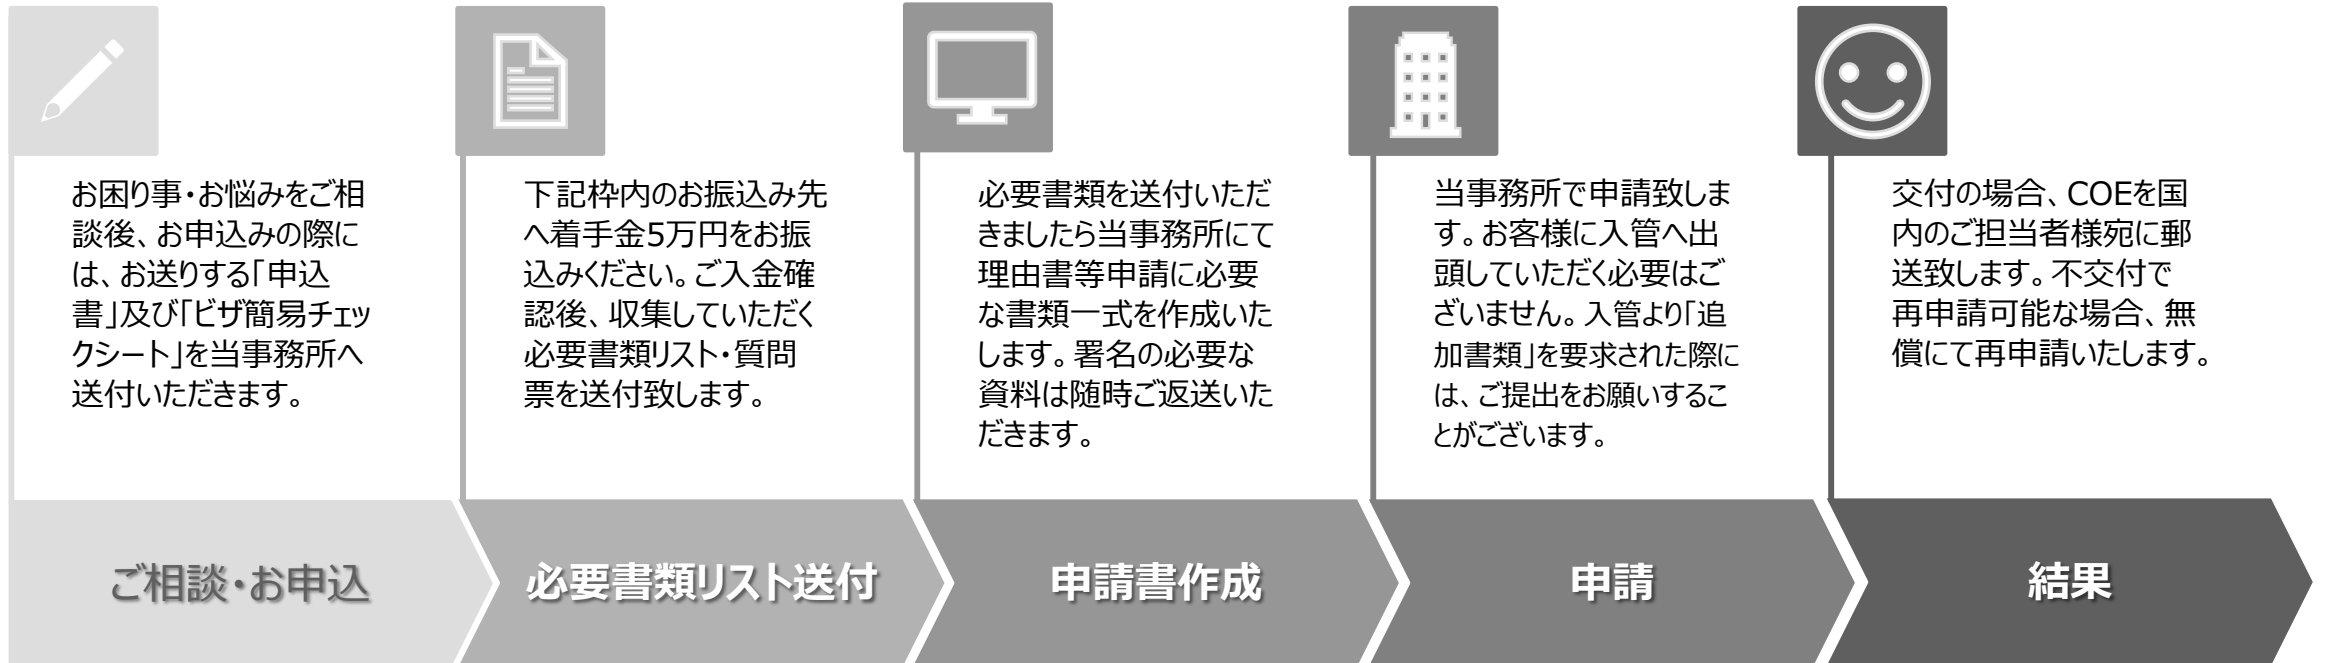 お困り事・お悩みをご相
談後、お申込みの際に
は、お送りする「申込
書」及び「ビザ簡易チェッ
クシート」を当事務所へ
送付いただきます。
下記枠内のお振込み先
へ着手金5万円をお振
込みください。ご入金確
認後、収集していただく
必要書類リスト・質問
票を送付致します。
必要書類を送付いただ
きましたら当事務所にて
理由書等申請に必要
な書類一式を作成いた
します。署名の必要な
資料は随時ご返送いた
だきます。
当事務所で申請致しま
す。お客様に入管へ出
頭していただく必要はご
ざいません。入管より「追
加書類」を要求された際に
は、ご提出をお願いするこ
とがございます。
交付の場合、COEを国
内のご担当者様宛に郵
送致します。不交付で
再申請可能な場合、無
償にて再申請いたします。
ご相談・お申込
必要書類リスト送付
申請書作成
申請
結果